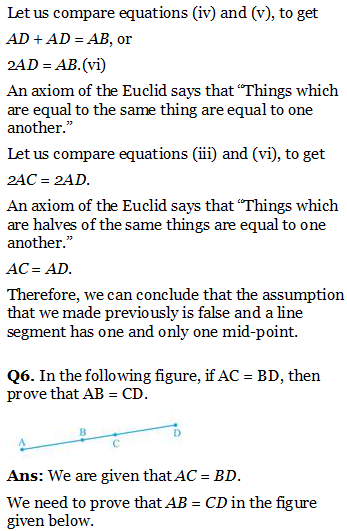 Let us compare equations (iv) and (v), to get
AD + AD = AB, or
2AD = AB.(vi)
An axiom of the Euclid says that “Things which
are equal to the same thing are equal to one
another.”
Let us compare equations (iii) and (vi), to get
2AC = 2AD.
An axiom of the Euclid says that “Things which
are halves of the same things are equal to one
another.”
AC = AD.
Therefore, we can conclude that the assumption
that we made previously is false and a line
segment has one and only one mid-point.
Q6. In the following figure, if AC = BD, then
prove that AB = CD.
A B C D
Ans: We are given that AC = BD.
We need to prove that AB = CD in the figure
given below.